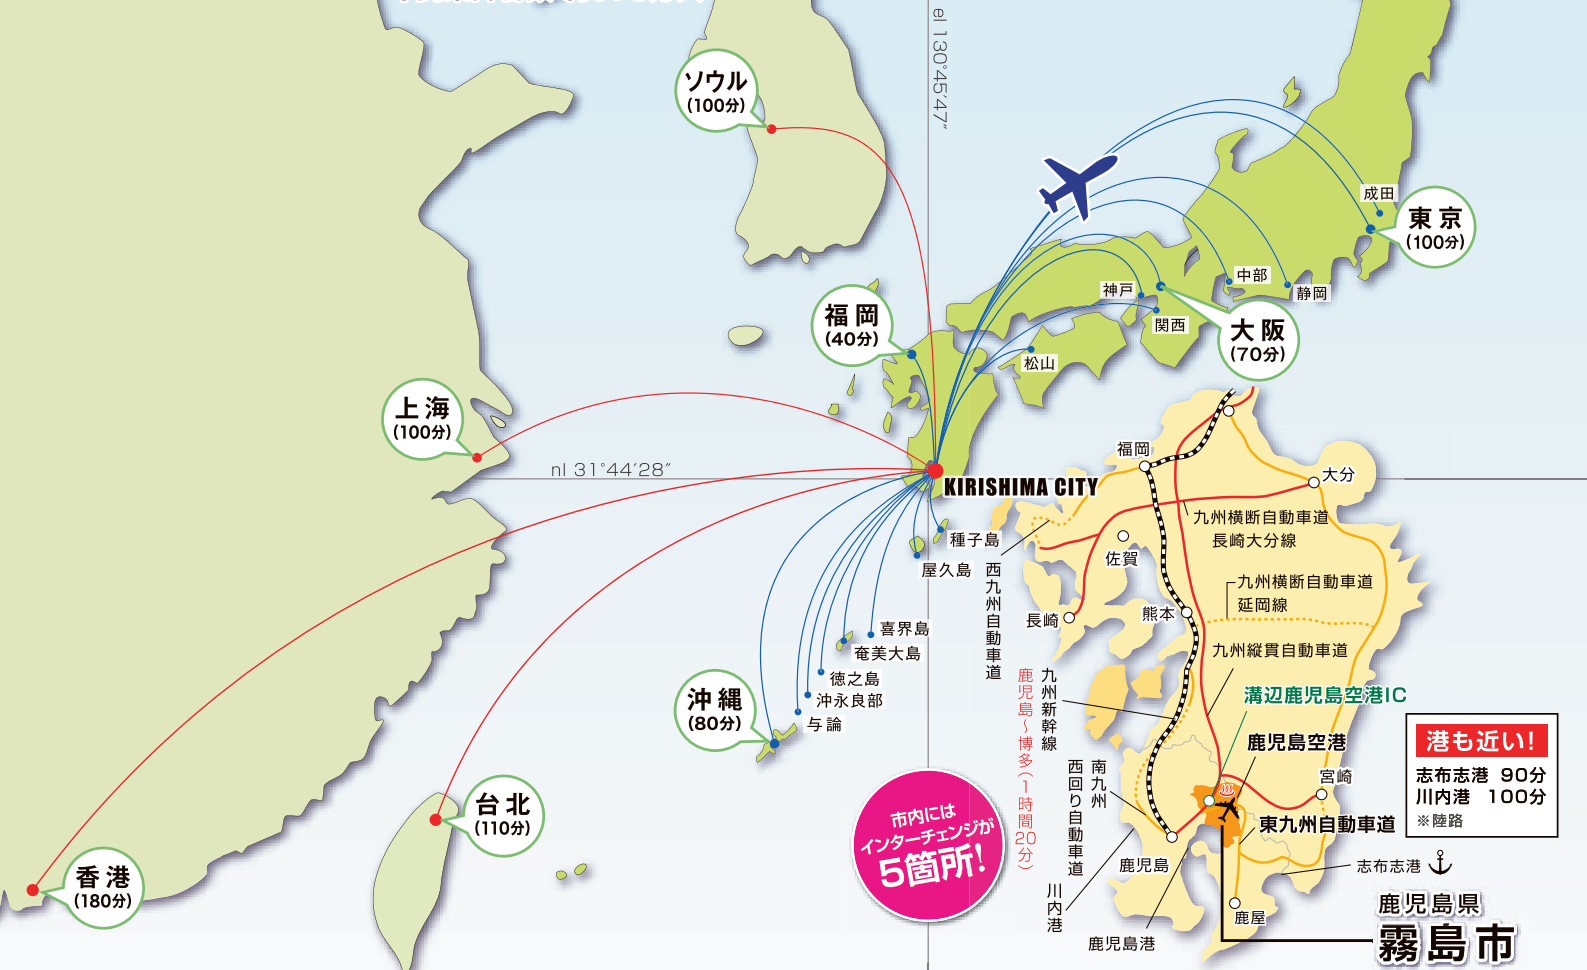 el 130°45′47″
ソウル
(100分)
成田
東京
(100分)
中部
静岡
神戸
関西
大阪
(70分)
福岡
(40分)
松山
上海
(100分)
nl 31°44′28″
KIRISHIMA CITY
種子島
屋久島
喜界島
奄美大島
徳之島
沖永良部
与論
沖縄
(80分)
台北
(110分)
香港
(180分)
市内には
インターチェンジが
5箇所!
福岡
大分
九州横断自動車道
長崎大分線
佐賀
西九州自動車道
九州横断自動車道
延岡線
長崎
熊本
九州縦貫自動車道
九州新幹線
鹿児島~博多(1時間20分)
溝辺鹿児島空港IC
鹿児島空港
南九州
西回り自動車道
宮崎
東九州自動車道
鹿児島
志布志港
川内港
鹿屋
鹿児島港
港も近い!
志布志港 90分
川内港 100分
※陸路
鹿児島県
霧島市